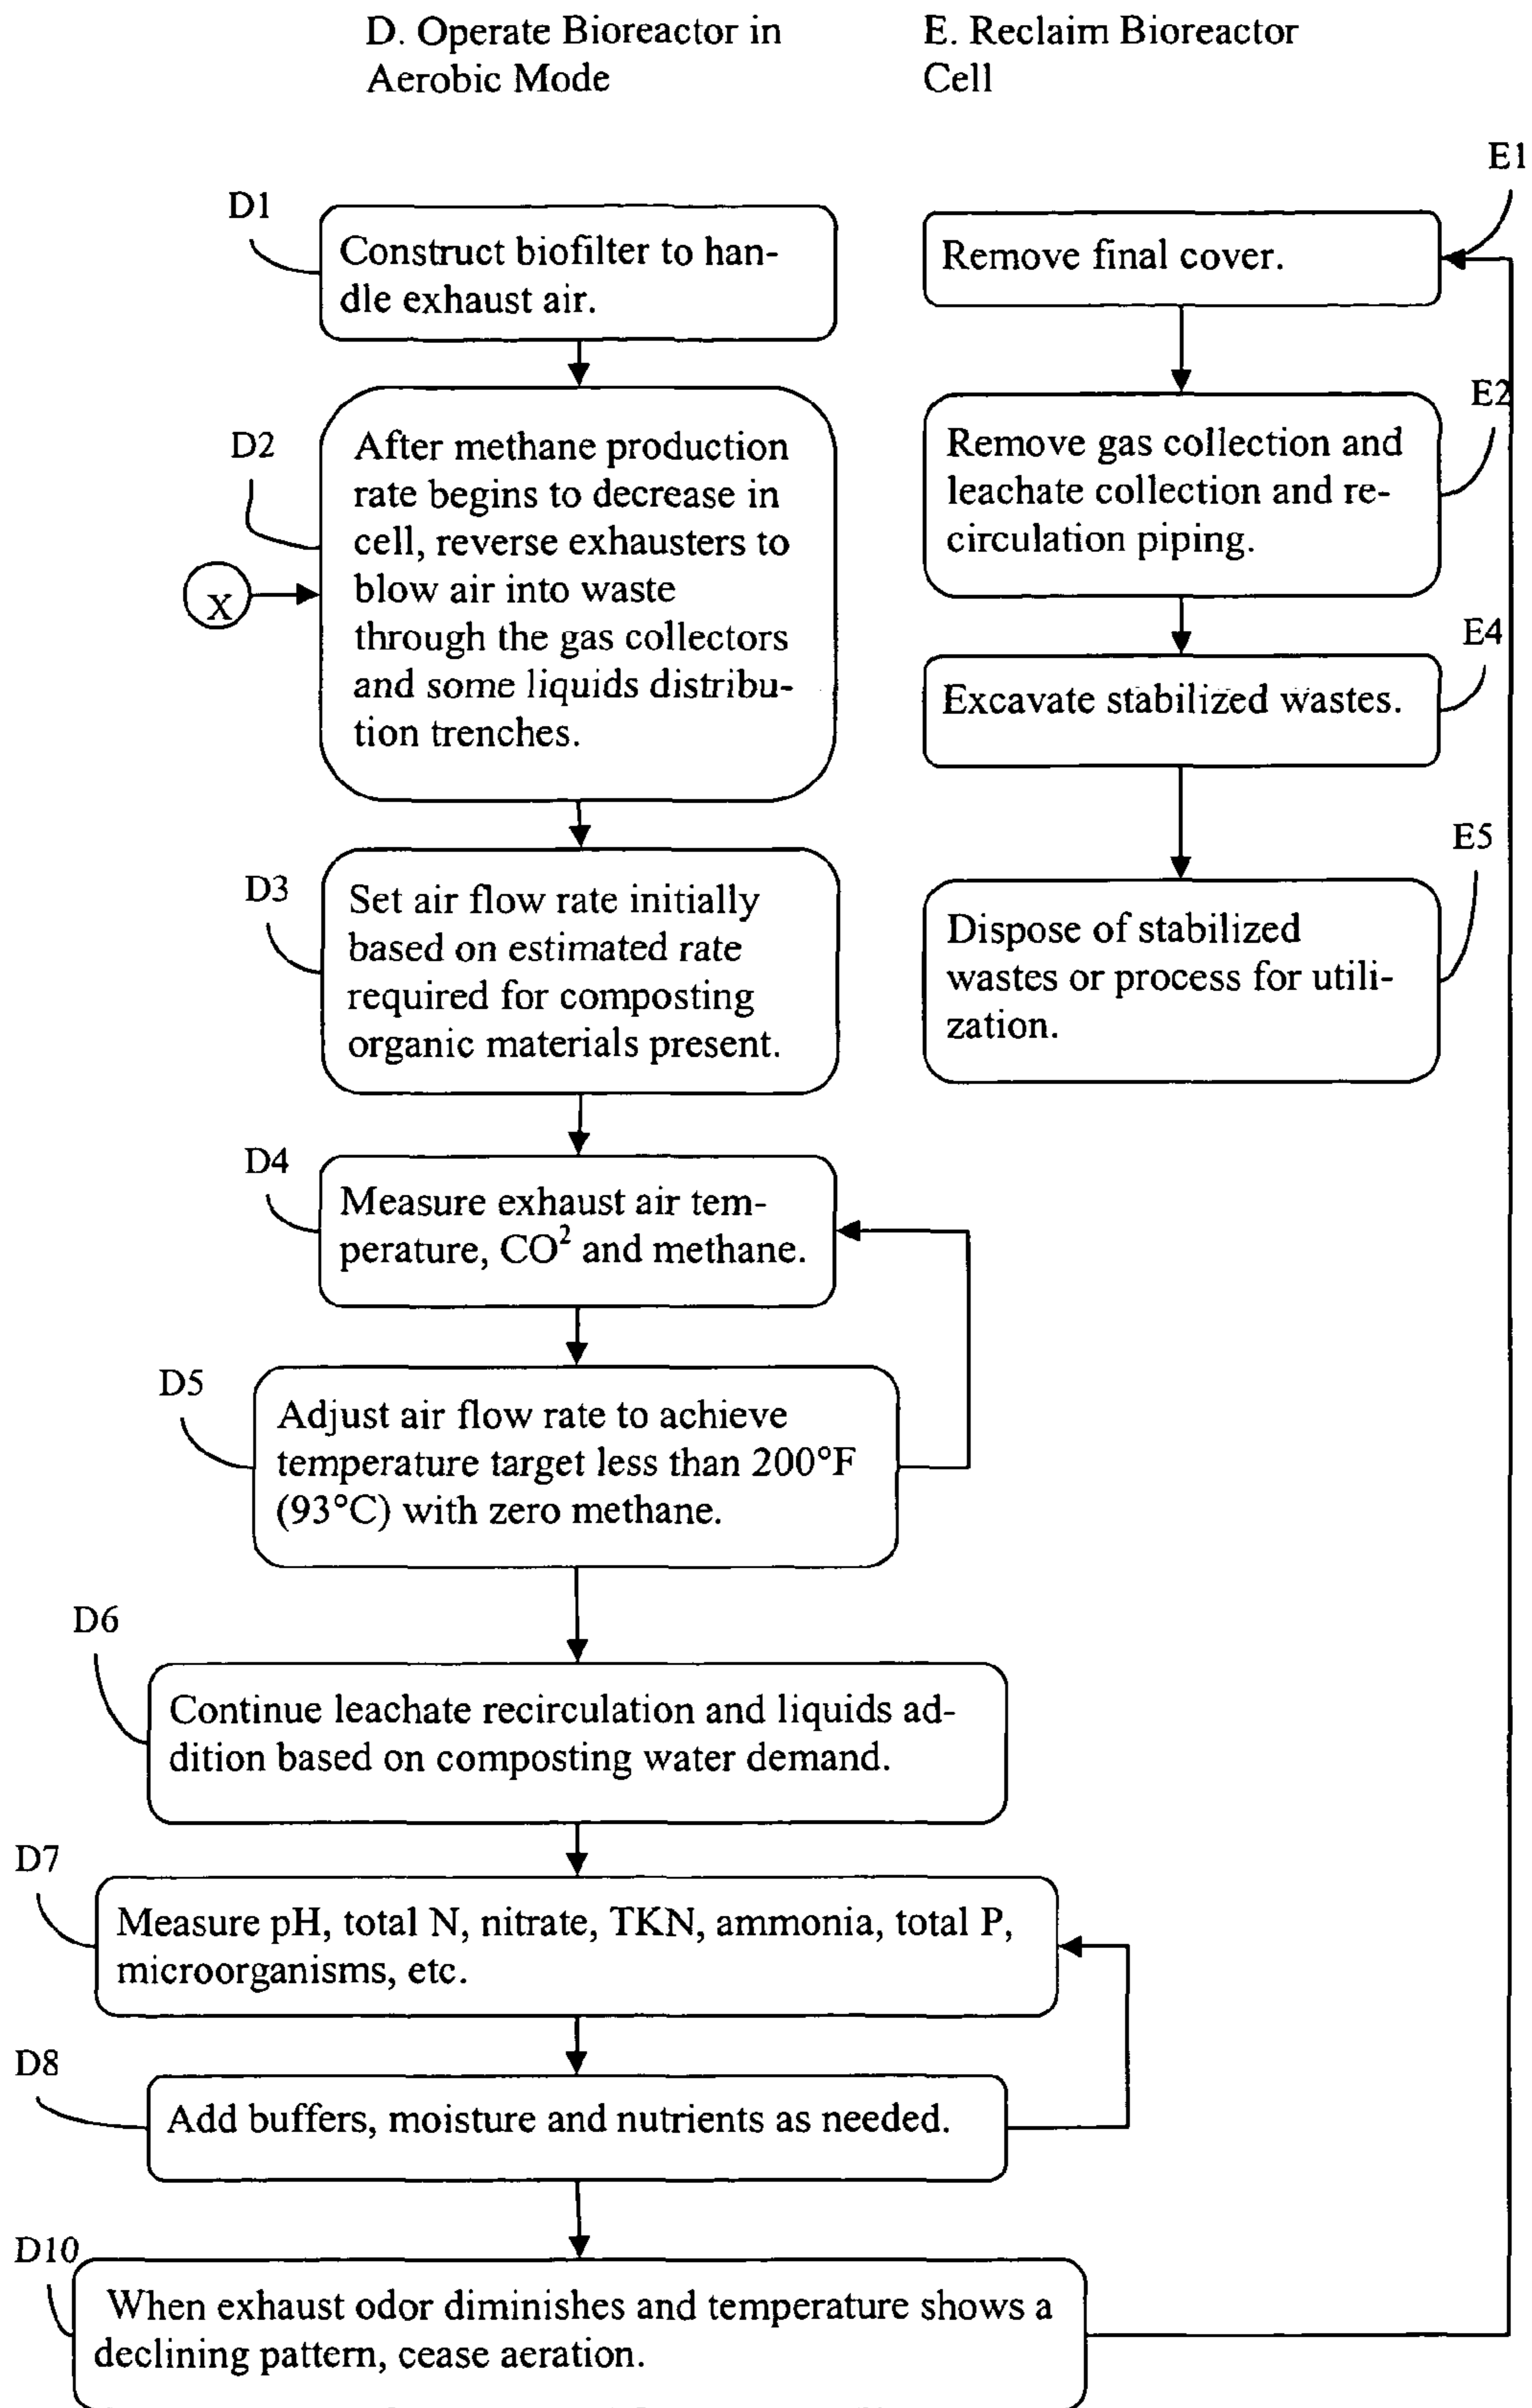 D. Operate Bioreactor in
Aerobic Mode
D1
Construct biofilter to han-
dle exhaust air.
D2
After methane production
rate begins to decrease in
cell, reverse exhausters to
blow air into waste
through the gas collectors
and some liquids distribu-
tion trenches.
X
D3
Set air flow rate initially
based on estimated rate
required for composting
organic materials present.
D4
Measure exhaust air tem-
perature, CO² and methane.
D5
Adjust air flow rate to achieve
temperature target less than 200°F
(93°C) with zero methane.
D6
Continue leachate recirculation and liquids ad-
dition based on composting water demand.
D7
Measure pH, total N, nitrate, TKN, ammonia, total P,
microorganisms, etc.
D8
Add buffers, moisture and nutrients as needed.
D10
When exhaust odor diminishes and temperature shows a
declining pattern, cease aeration.
E. Reclaim Bioreactor
Cell
E1
Remove final cover.
E2
Remove gas collection and
leachate collection and re-
circulation piping.
E4
Excavate stabilized wastes.
E5
Dispose of stabilized
wastes or process for utili-
zation.